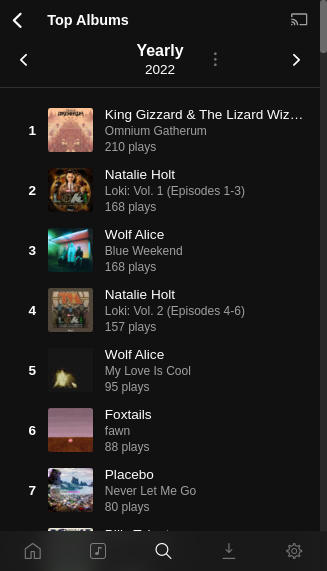 Top Albums
Yearly
2022
1
King Gizzard & The Lizard Wiz…
Omnium Gatherum
210 plays
2
Natalie Holt
Loki: Vol. 1 (Episodes 1-3)
168 plays
3
Wolf Alice
Blue Weekend
168 plays
4
Natalie Holt
Loki: Vol. 2 (Episodes 4-6)
157 plays
5
Wolf Alice
My Love Is Cool
95 plays
6
Foxtails
fawn
88 plays
7
Placebo
Never Let Me Go
80 plays